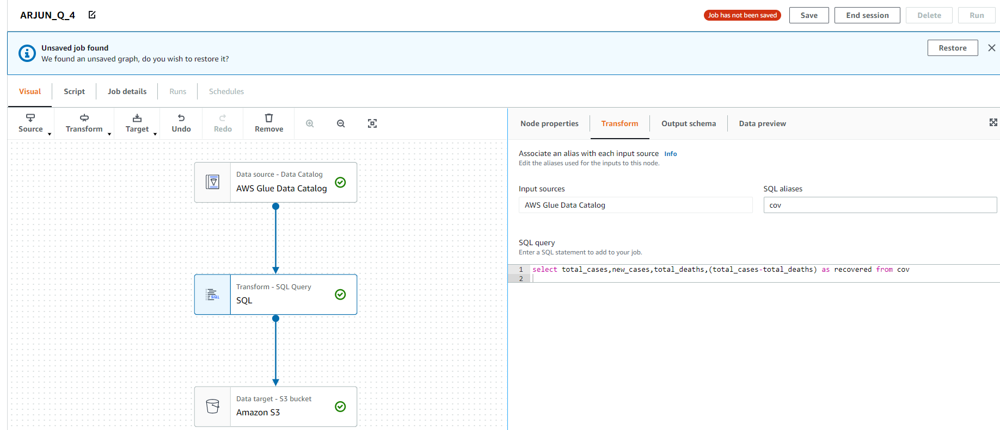 ARJUN_Q_4
Job has not been saved
Save
End session
Delete
Run
Unsaved job found
We found an unsaved graph, do you wish to restore it?
Restore
Visual
Script
Job details
Runs
Schedules
Source
Transform
Target
Undo
Redo
Remove
Data source - Data Catalog
AWS Glue Data Catalog
Transform - SQL Query
SQL
SQL
Data target - S3 bucket
Amazon S3
Node properties
Transform
Output schema
Data preview
Associate an alias with each input source Info
Edit the aliases used for the inputs to this node.
Input sources
SQL aliases
AWS Glue Data Catalog
cov
SQL query
Enter a SQL statement to add to your job.
1 select total_cases,new_cases,total_deaths,(total_cases-total_deaths) as recovered from cov
2